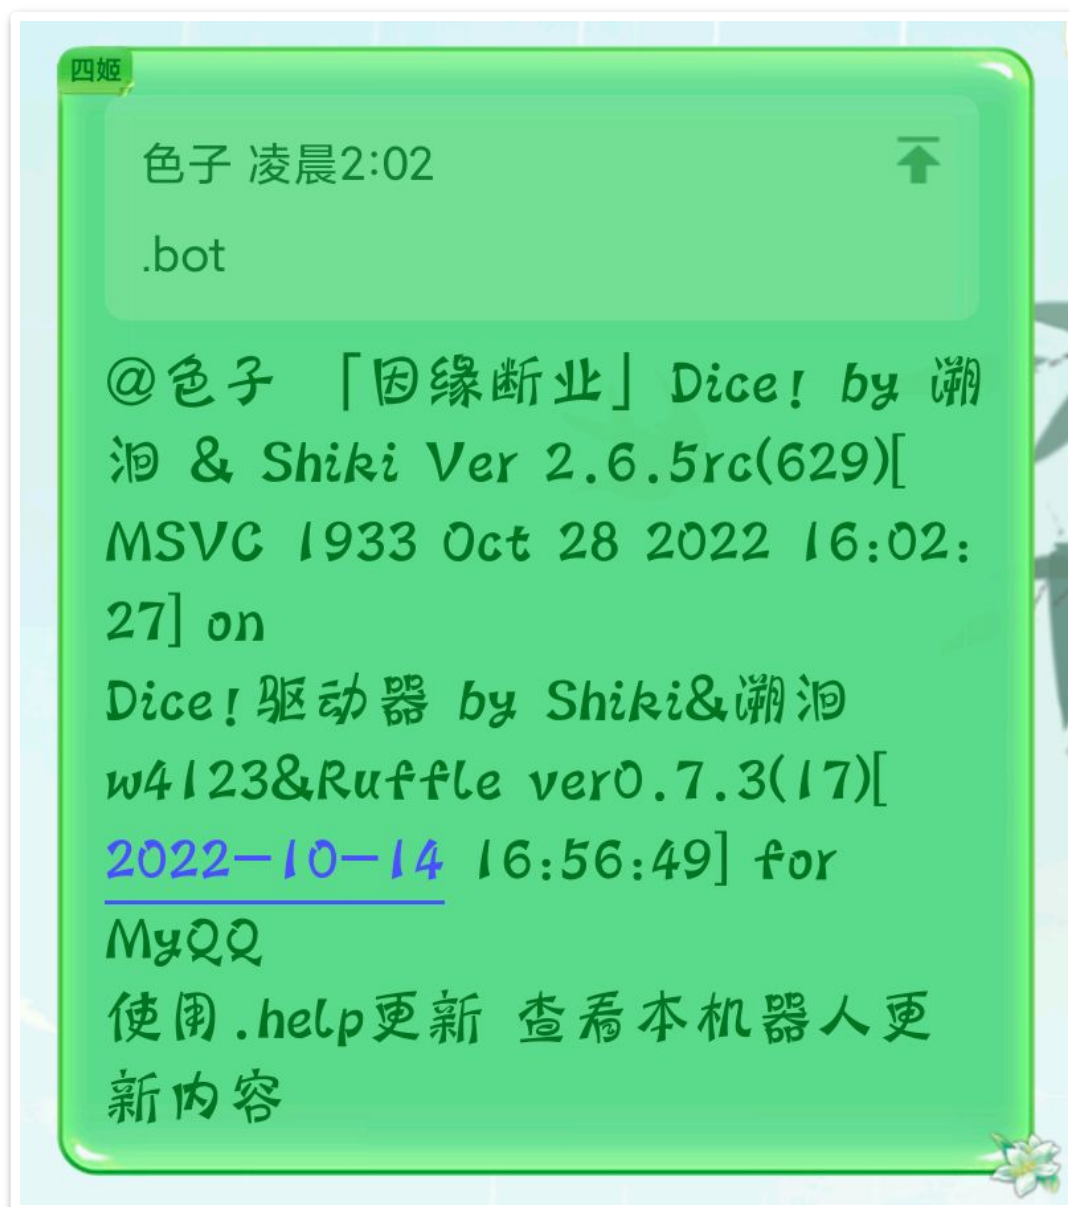 四姬
色子 凌晨2:02
.bot
@色子 「因缘断业」Dice! by 溯
洄 & Shiki Ver 2.6.5rc(629)[
MSVC 1933 Oct 28 2022 16:02:
27] on
Dice!驱动器 by Shiki&溯洄
w4123&Ruffle ver0.7.3(17)[
2022-10-14 16:56:49] for
MyQQ
使用.help更新 查看本机器人更
新内容